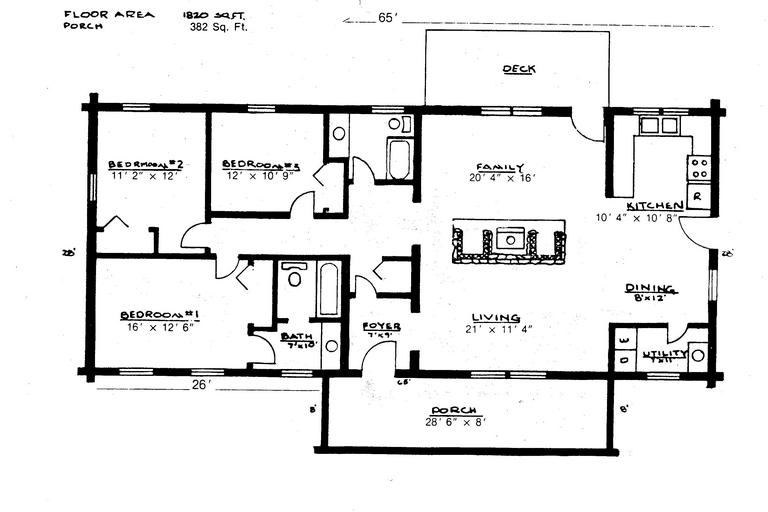 FLOOR AREA 1820 SQ.FT.
PORCH 382 Sq. Ft.
65'
DECK
BEDRMOOM #2
11' 2" × 12'
BEDROOM #3
12' × 10' 9"
FAMILY
20' 4" × 16'
R
KITCHEN
10' 4" × 10' 8"
28'
28'
DINING
8'x12'
BEDROOM #1
16' × 12' 6"
BATH
7'x10'
FOYER
7'x9'
LIVING
21' × 11' 4"
UTILITY
7'x11'
D
26'
8'
PORCH
28' 6" × 8'
8'